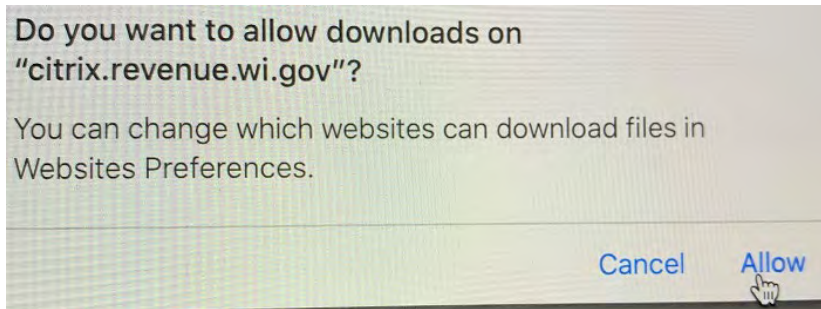 Do you want to allow downloads on
“citrix.revenue.wi.gov”?
You can change which websites can download files in
Websites Preferences.
Cancel
Allow